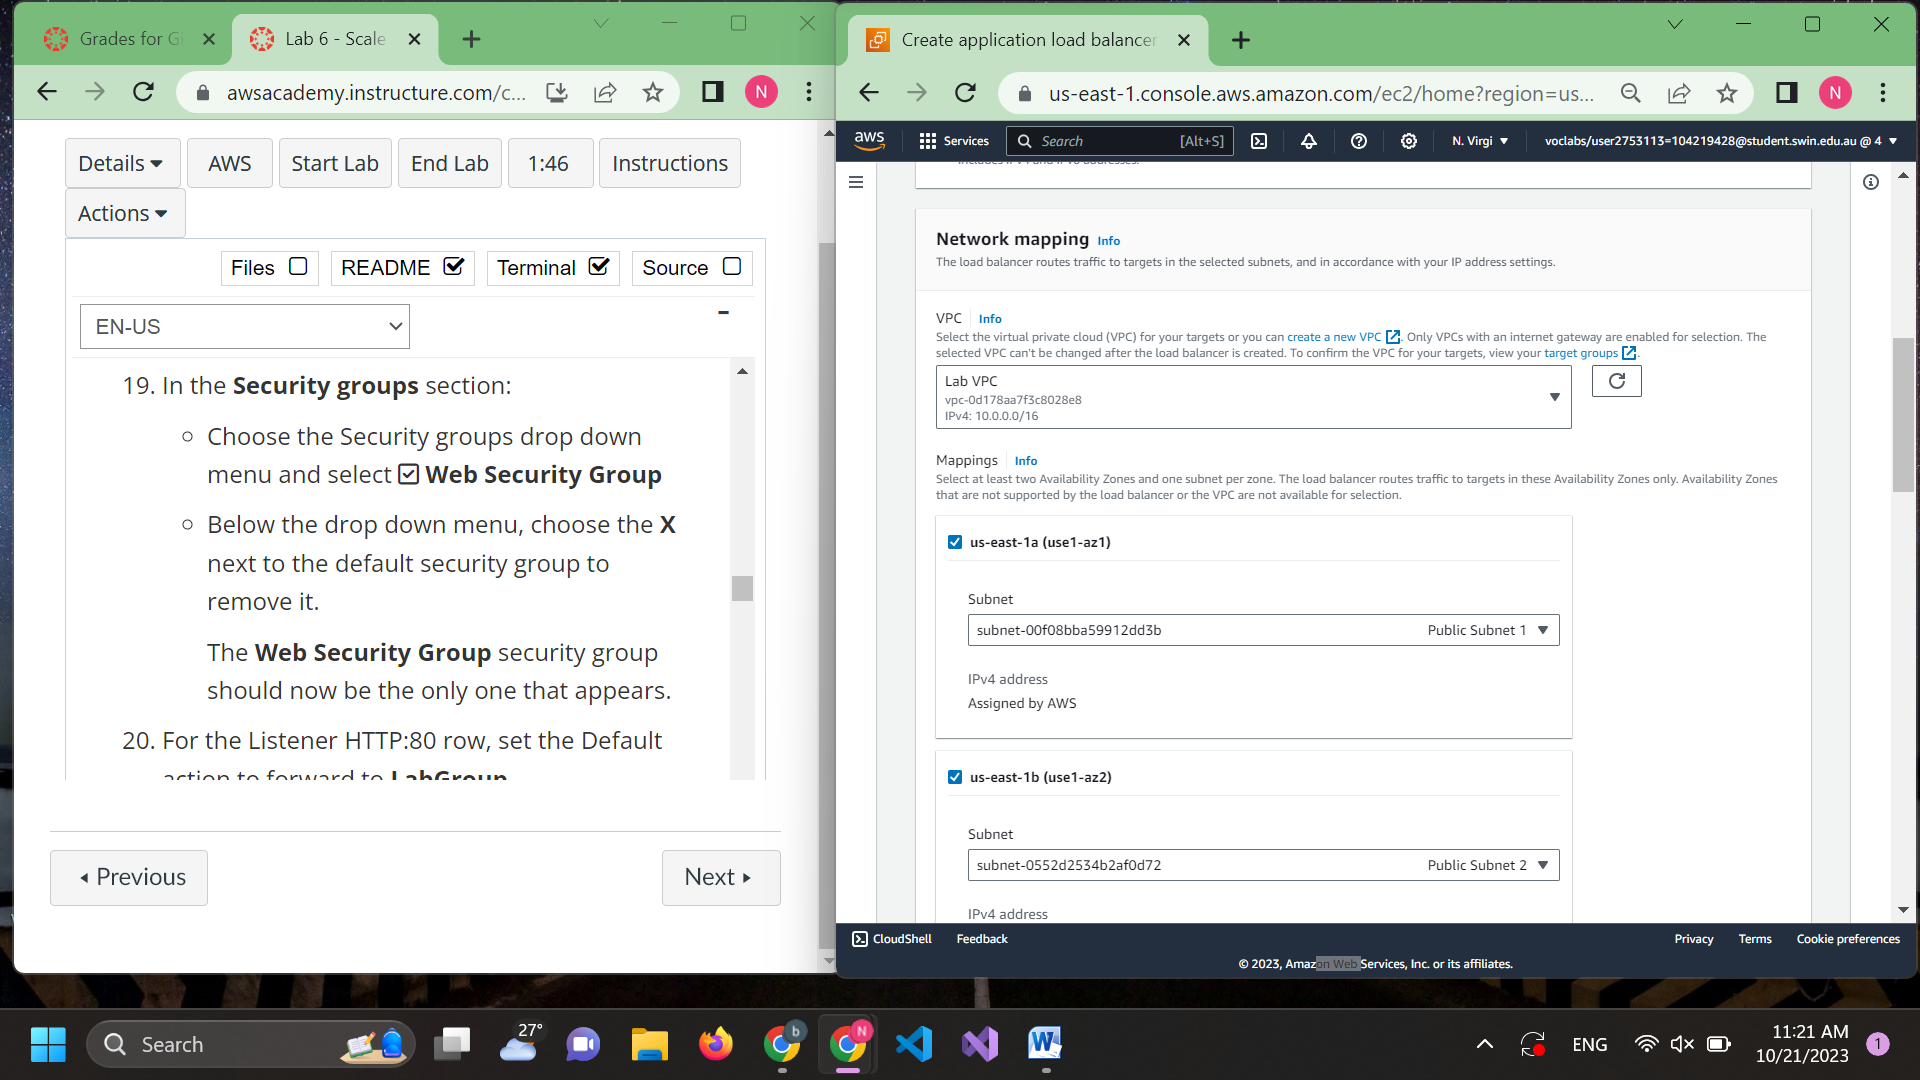 Grades for Gi
Lab 6 - Scale
awsacademy.instructure.com/c...
N
Details
AWS
Start Lab
End Lab
1:46
Instructions
Actions
Files
README
Terminal
Source
EN-US
19. In the Security groups section:
Choose the Security groups drop down
menu and select Web Security Group
Below the drop down menu, choose the X
next to the default security group to
remove it.
The Web Security Group security group
should now be the only one that appears.
20. For the Listener HTTP:80 row, set the Default
action to forward to LabGroup
Previous
Next
Create application load balancer
us-east-1.console.aws.amazon.com/ec2/home?region=us...
N
aws
Services
Search
[Alt+S]
N. Virgi
voclabs/user2753113=104219428@student.swin.edu.au @ 4
Includes IPv4 and IPv6 addresses.
Network mapping Info
The load balancer routes traffic to targets in the selected subnets, and in accordance with your IP address settings.
VPC Info
Select the virtual private cloud (VPC) for your targets or you can create a new VPC. Only VPCs with an internet gateway are enabled for selection. The
selected VPC can't be changed after the load balancer is created. To confirm the VPC for your targets, view your target groups.
Lab VPC
vpc-0d178aa7f3c8028e8
IPv4: 10.0.0.0/16
Mappings Info
Select at least two Availability Zones and one subnet per zone. The load balancer routes traffic to targets in these Availability Zones only. Availability Zones
that are not supported by the load balancer or the VPC are not available for selection.
us-east-1a (use1-az1)
Subnet
subnet-00f08bba59912dd3b Public Subnet 1
IPv4 address
Assigned by AWS
us-east-1b (use1-az2)
Subnet
subnet-0552d2534b2af0d72 Public Subnet 2
IPv4 address
CloudShell
Feedback
Privacy
Terms
Cookie preferences
© 2023, Amazon Web Services, Inc. or its affiliates.
Search
27°
b
N
W
ENG
11:21 AM
10/21/2023
1